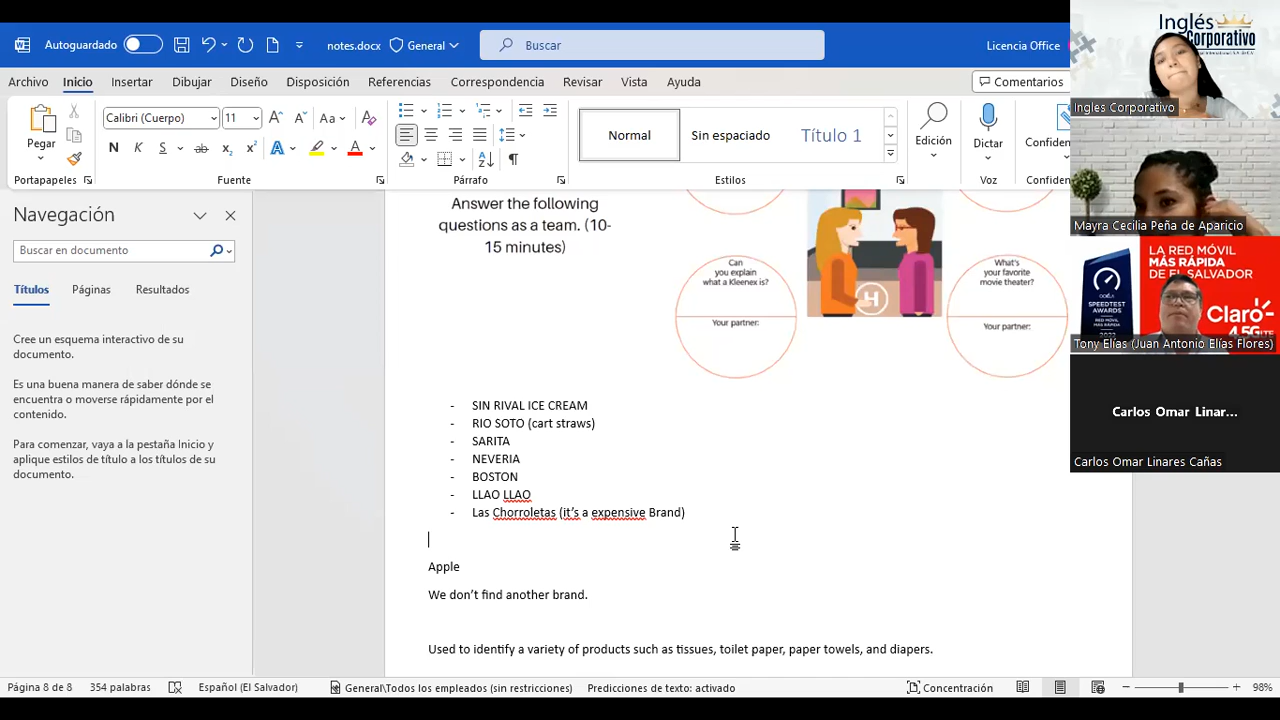 Autoguardado
notes.docx
General
Buscar
Licencia Office
Archivo
Inicio
Insertar
Dibujar
Diseño
Disposición
Referencias
Correspondencia
Revisar
Vista
Ayuda
Comentarios
Pegar
Calibri (Cuerpo)
11
Normal
Sin espaciado
Título 1
Edición
Dictar
Confiden
Portapapeles
Fuente
Párrafo
Estilos
Voz
Confiden
Navegación
Buscar en documento
Títulos
Páginas
Resultados
Cree un esquema interactivo de su
documento.
Es una buena manera de saber dónde se
encuentra o moverse rápidamente por el
contenido.
Para comenzar, vaya a la pestaña Inicio y
aplique estilos de título a los títulos de su
documento.
Answer the following
questions as a team. (10-
15 minutes)
Can
you explain
what a Kleenex is?
Your partner:
What's
your favorite
movie theater?
Your partner:
- SIN RIVAL ICE CREAM
- RIO SOTO (cart straws)
- SARITA
- NEVERIA
- BOSTON
- LLAO LLAO
- Las Chorroletas (it's a expensive Brand)
Apple
We don't find another brand.
Used to identify a variety of products such as tissues, toilet paper, paper towels, and diapers.
Página 8 de 8
354 palabras
Español (El Salvador)
General\Todos los empleados (sin restricciones)
Predicciones de texto: activado
Concentración
98%
Inglés
Corporativo
Ingles Corporativo
Mayra Cecilia Peña de Aparicio
LA RED MÓVIL
MÁS RÁPIDA
DE EL SALVADOR
SPEEDTEST
AWARDS
Claro
4.5G LTE
Tony Elías (Juan Antonio Elías Flores)
Carlos Omar Linar...
Carlos Omar Linares Cañas